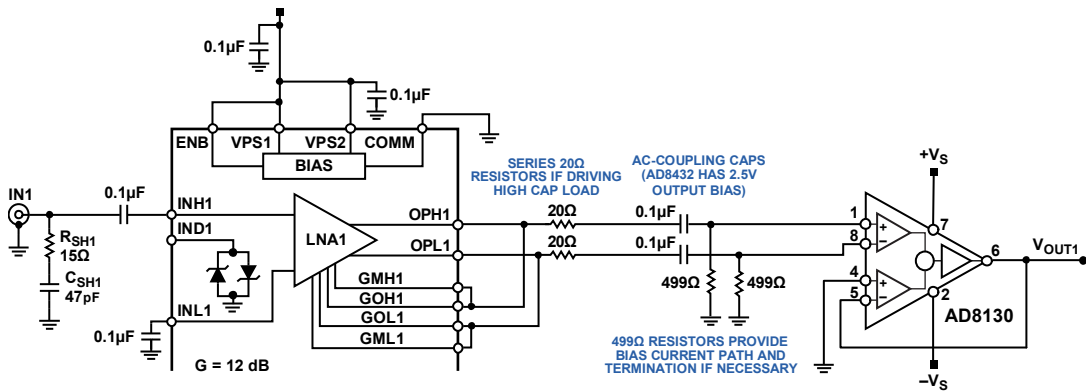 0.1µF
0.1µF
ENB
VPS1
VPS2
COMM
BIAS
IN1
0.1µF
INH1
IND1
RSH1
15Ω
CSH1
47pF
INL1
0.1µF
G = 12 dB
LNA1
OPH1
OPL1
GMH1
GOH1
GOL1
GML1
SERIES 20Ω
RESISTORS IF DRIVING
HIGH CAP LOAD
AC-COUPLING CAPS
(AD8432 HAS 2.5V
OUTPUT BIAS)
20Ω
0.1µF
20Ω
0.1µF
499Ω
499Ω
499Ω RESISTORS PROVIDE
BIAS CURRENT PATH AND
TERMINATION IF NECESSARY
+VS
1
+
7
8
−
6
VOUT1
4
+
5
−
2
AD8130
−VS